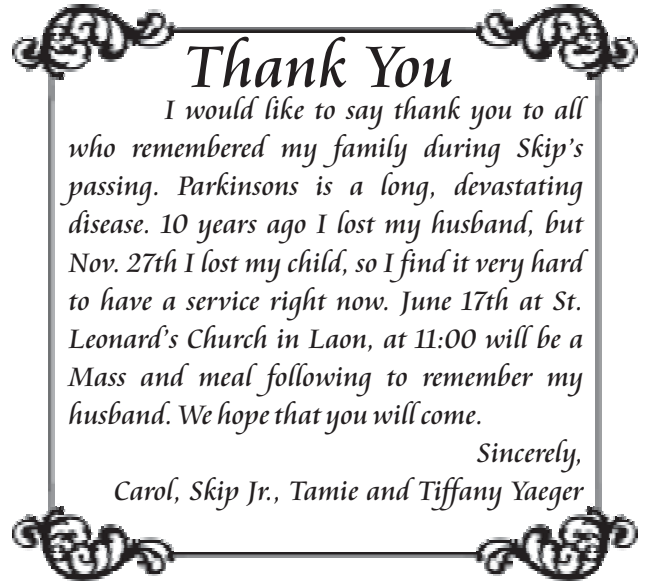 Thank You
I would like to say thank you to all
who remembered my family during Skip's
passing. Parkinsons is a long, devastating
disease. 10 years ago I lost my husband, but
Nov. 27th I lost my child, so I find it very hard
to have a service right now. June 17th at St.
Leonard's Church in Laon, at 11:00 will be a
Mass and meal following to remember my
husband. We hope that you will come.
Sincerely,
Carol, Skip Jr., Tamie and Tiffany Yaeger